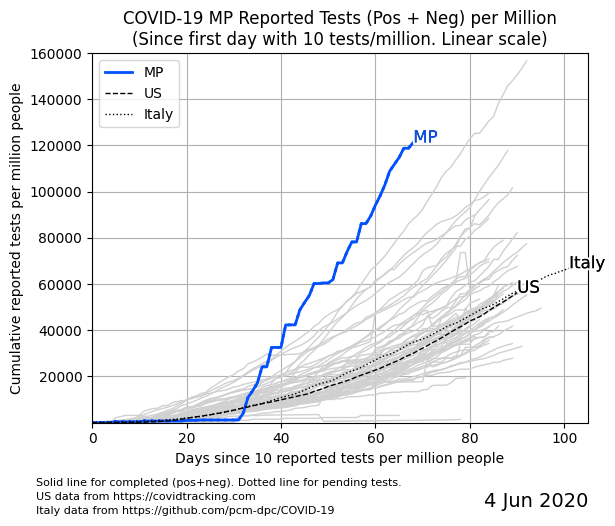 COVID-19 MP Reported Tests (Pos + Neg) per Million
(Since first day with 10 tests/million. Linear scale)
Cumulative reported tests per million people
160000
140000
120000
100000
80000
60000
40000
20000
MP
US
Italy
MP
Italy
US
0 20 40 60 80 100
Days since 10 reported tests per million people
Solid line for completed (pos+neg). Dotted line for pending tests.
US data from https://covidtracking.com
Italy data from https://github.com/pcm-dpc/COVID-19
4 Jun 2020